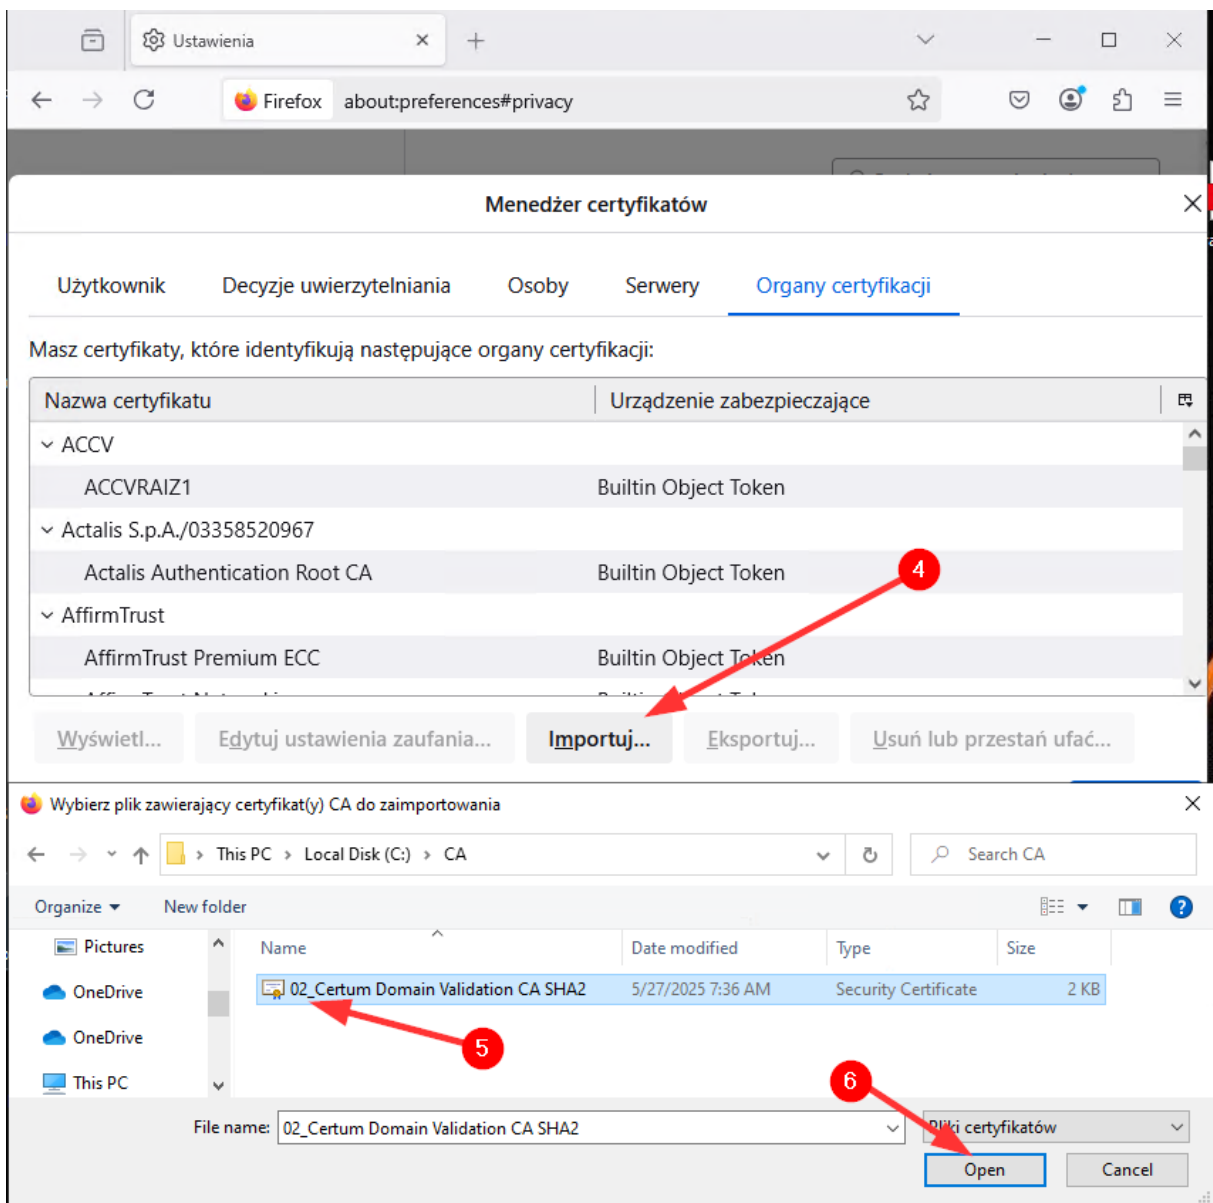 Ustawienia
Firefox about:preferences#privacy
Menedżer certyfikatów
Użytkownik Decyzje uwierzytelniania Osoby Serwery Organy certyfikacji
Masz certyfikaty, które identyfikują następujące organy certyfikacji:
Nazwa certyfikatu Urządzenie zabezpieczające
ACCV
ACCVRAIZ1 Builtin Object Token
Actalis S.p.A./03358520967
Actalis Authentication Root CA Builtin Object Token
4
AffirmTrust
AffirmTrust Premium ECC Builtin Object Token
Wyświetl... Edytuj ustawienia zaufania... Importuj... Eksportuj... Usuń lub przestań ufać...
Wybierz plik zawierający certyfikat(y) CA do zaimportowania
This PC Local Disk (C:) CA Search CA
Organize New folder
Pictures Name Date modified Type Size
OneDrive 02_Certum Domain Validation CA SHA2 5/27/2025 7:36 AM Security Certificate 2 KB
OneDrive
5
This PC
6
File name: 02_Certum Domain Validation CA SHA2 Pliki certyfikatów
Open Cancel